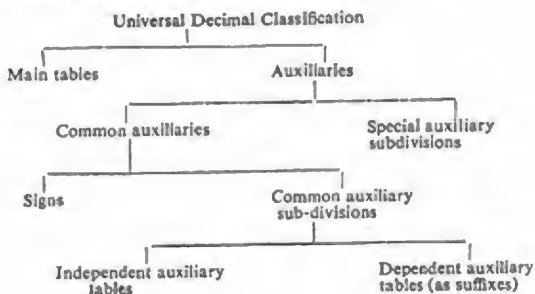 Universal Decimal Classification
Main tables
Auxiliaries
Common auxiliaries
Special auxiliary
subdivisions
Signs
Common auxiliary
sub-divisions
Independent auxiliary
tables
Dependent auxiliary
tables (as suffixes)